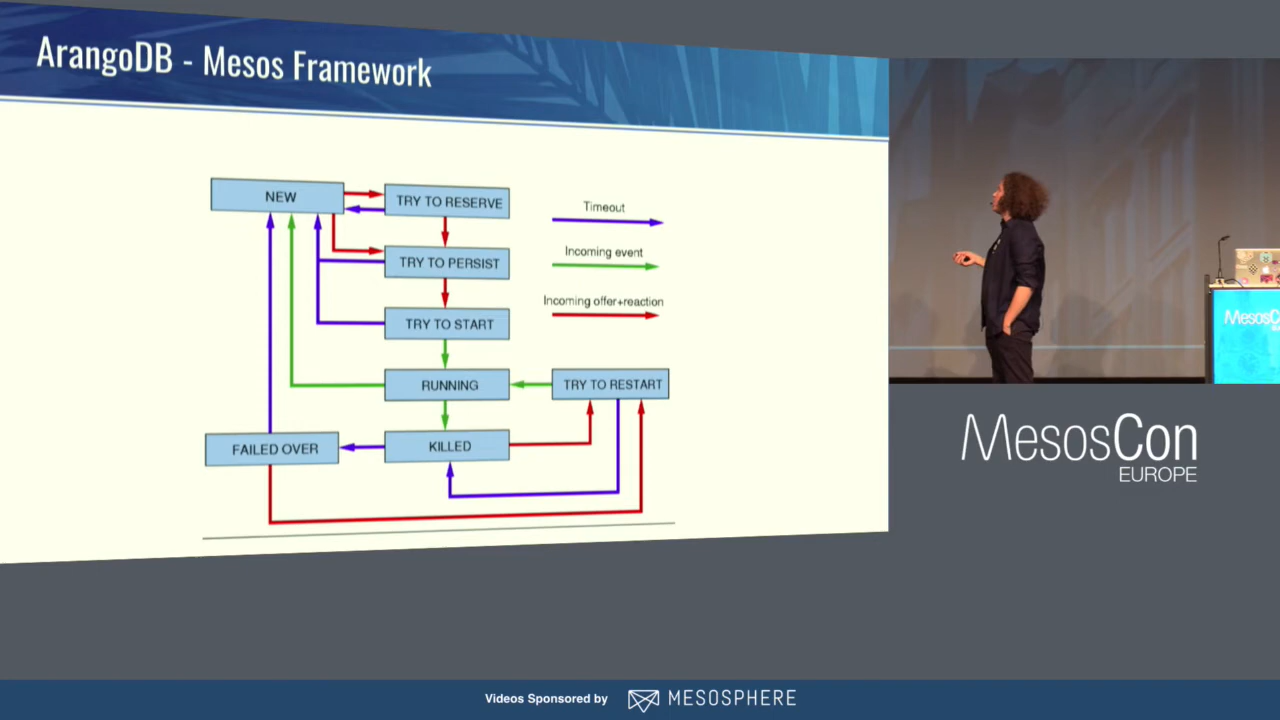 ArangoDB - Mesos Framework
NEW
TRY TO RESERVE
Timeout
TRY TO PERSIST
Incoming event
TRY TO START
Incoming offer+reaction
RUNNING
TRY TO RESTART
FAILED OVER
KILLED
MesosCon
MesosCon
EUROPE
Videos Sponsored by
MESOSPHERE